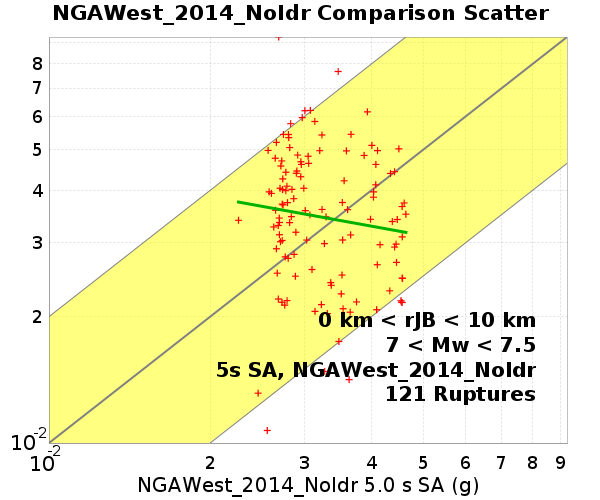 NGAWest_2014_NoIdr Comparison Scatter
8
7
6
5
4
3
2
10-2
0 km < rJB < 10 km
7 < Mw < 7.5
5s SA, NGAWest_2014_NoIdr
121 Ruptures
10-2 2 3 4 5 6 7 8 9
NGAWest_2014_NoIdr 5.0 s SA (g)